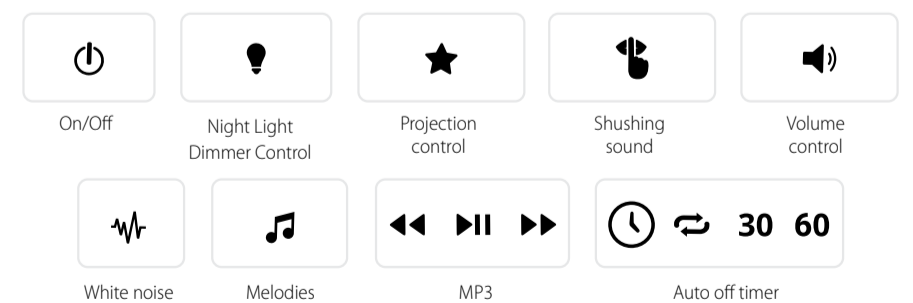 On/Off
Night Light
Dimmer Control
Projection
control
Shushing
sound
Volume
control
30 60
White noise
Melodies
MP3
Auto off timer